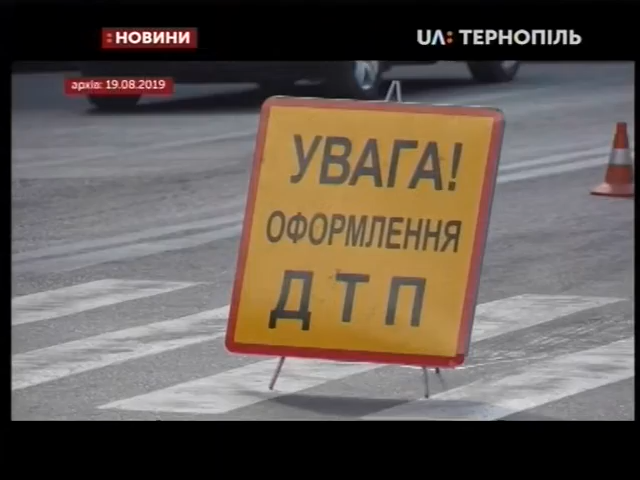 :НОВИНИ
UA: ТЕРНОПІЛЬ
архів: 19.08.2019
УВАГА!
ОФОРМЛЕННЯ
ДТП